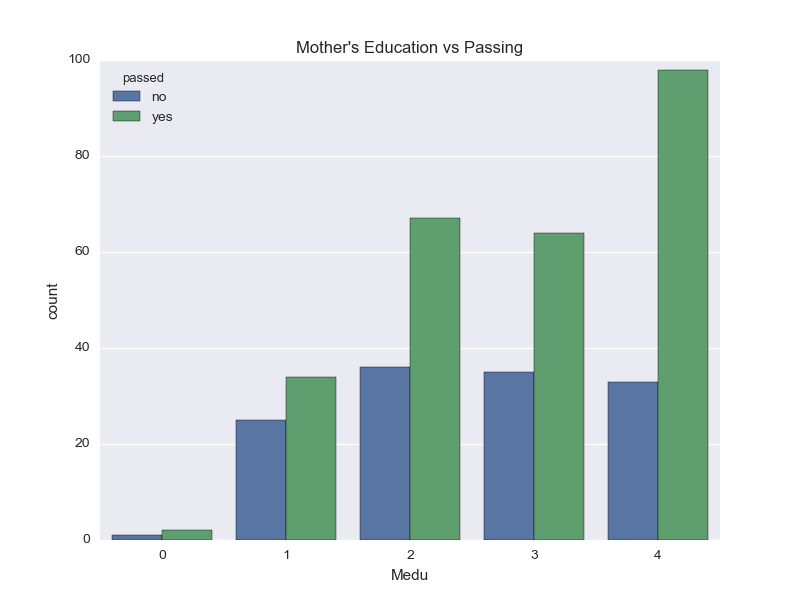 Mother's Education vs Passing
passed
no
yes
100
80
60
40
20
0
count
0 1 2 3 4
Medu